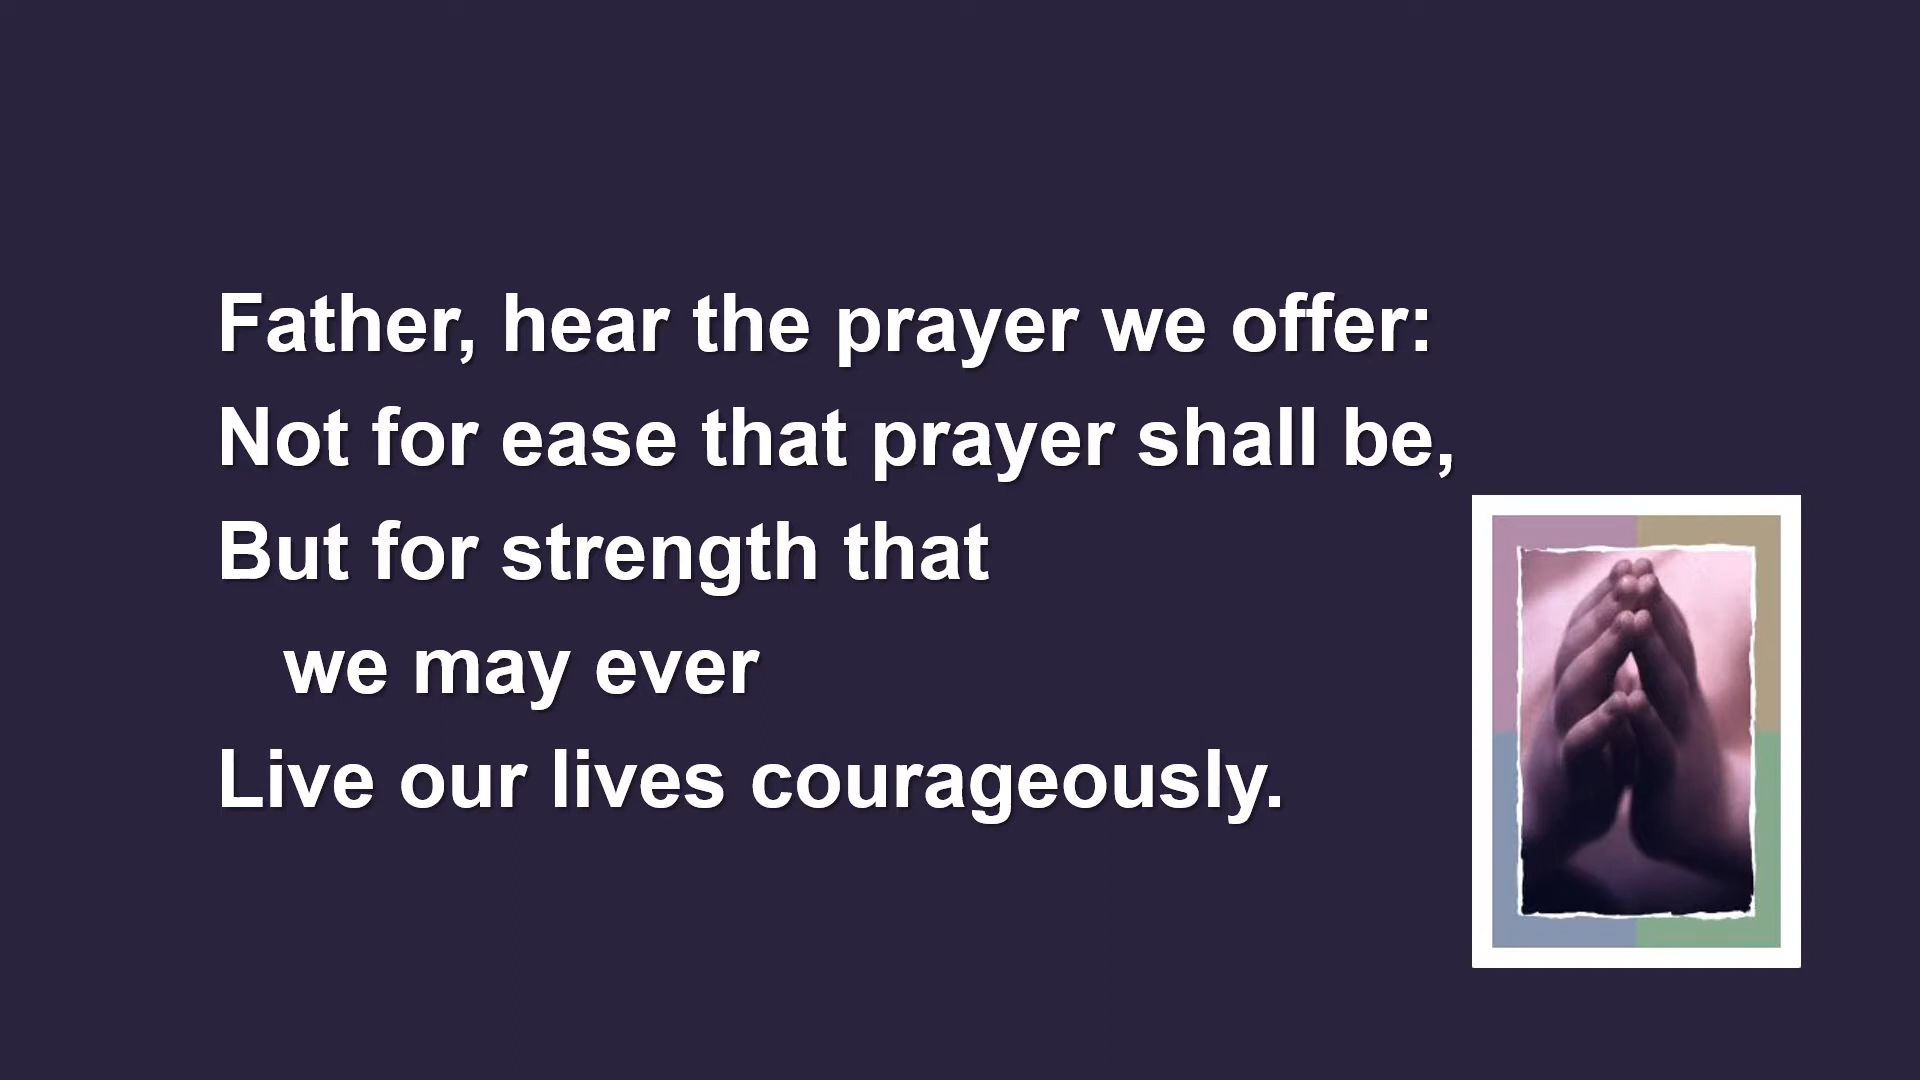 Father, hear the prayer we offer:
Not for ease that prayer shall be,
But for strength that
we may ever
Live our lives courageously.